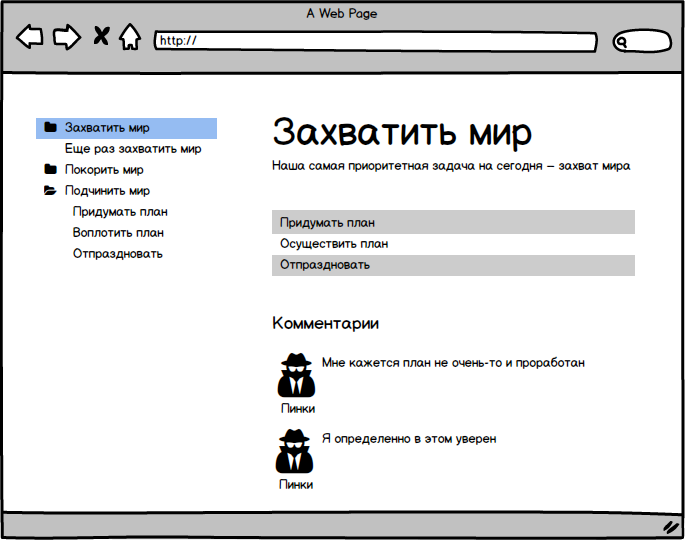 A Web Page
http://
Захватить мир
Еще раз захватить мир
Покорить мир
Подчинить мир
Придумать план
Воплотить план
Отпраздновать
Захватить мир
Наша самая приоритетная задача на сегодня – захват мира
Придумать план
Осуществить план
Отпраздновать
Комментарии
Мне кажется план не очень-то и проработан
Пинки
Я определенно в этом уверен
Пинки